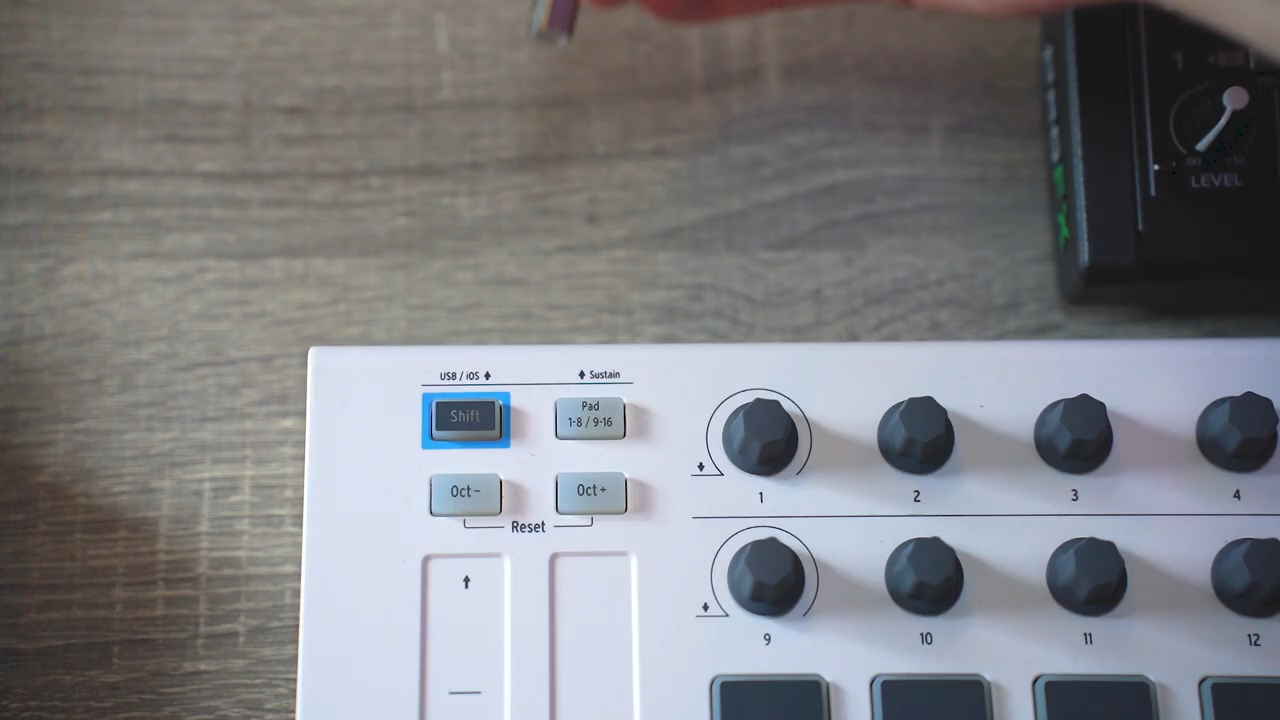 LEVEL
USB / iOS
Sustain
Shift
Pad
1-8 / 9-16
Oct-
Oct+
Reset
1
2
3
4
9
10
11
12